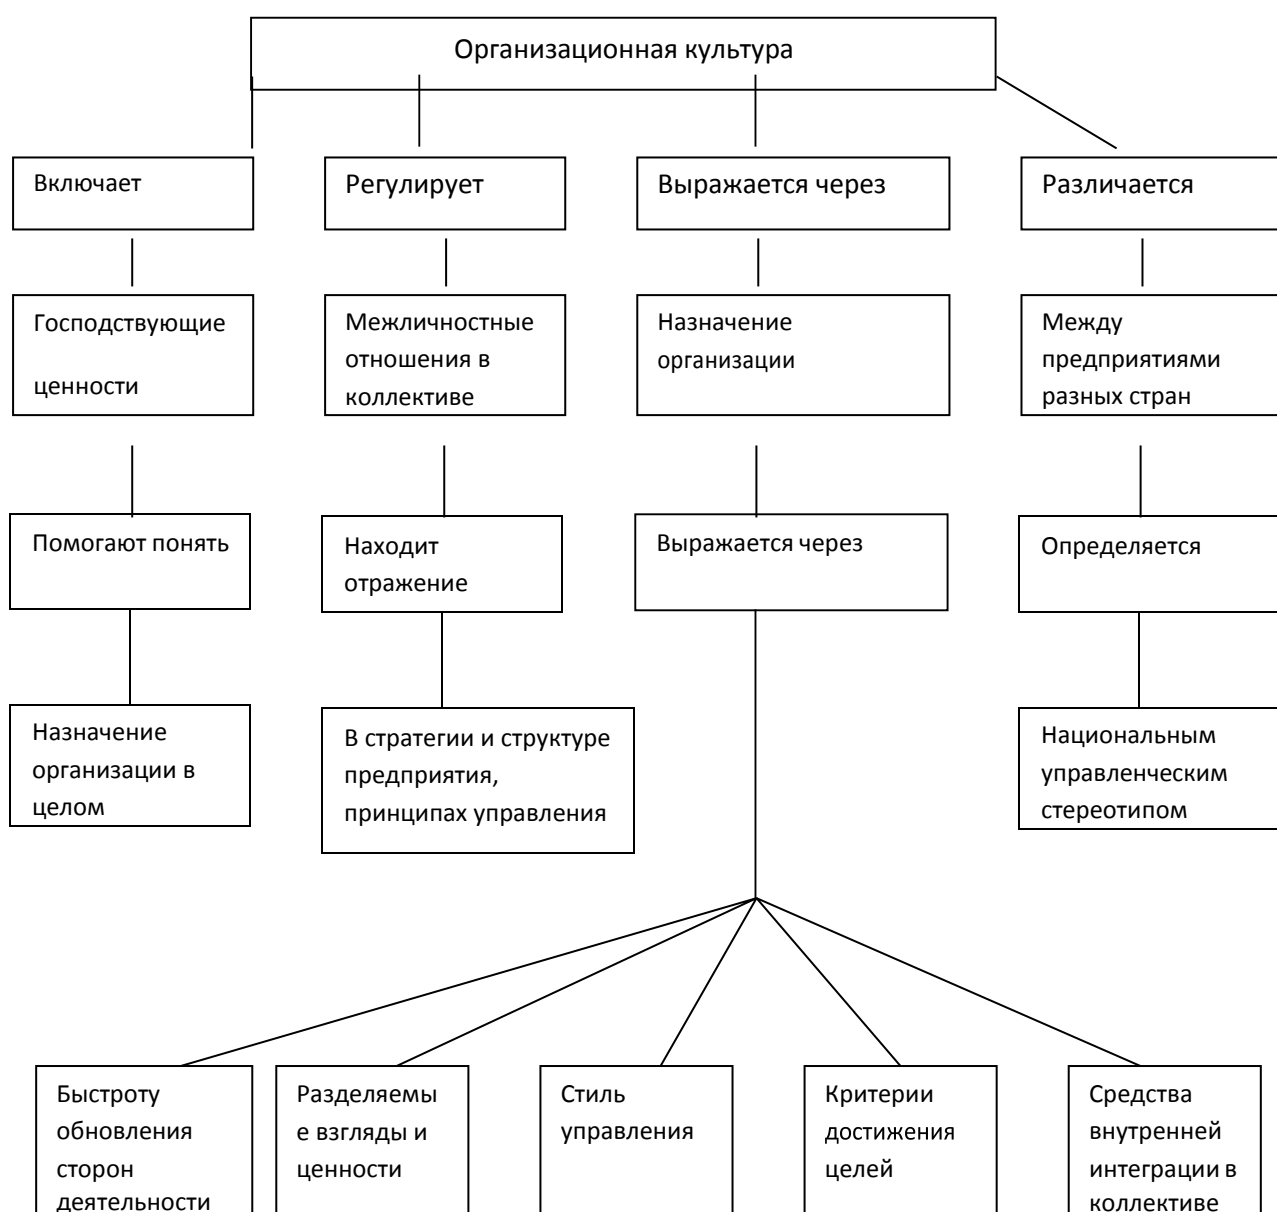 Организационная культура
Включает
Регулирует
Выражается через
Различается
Господствующие
ценности
Межличностные
отношения в
коллективе
Назначение
организации
Между
предприятиями
разных стран
Помогают понять
Находит
отражение
Выражается через
Определяется
Назначение
организации в
целом
В стратегии и структуре
предприятия,
принципах управления
Национальным
управленческим
стереотипом
Быстроту
обновления
сторон
деятельности
Разделяемы
е взгляды и
ценности
Стиль
управления
Критерии
достижения
целей
Средства
внутренней
интеграции в
коллективе